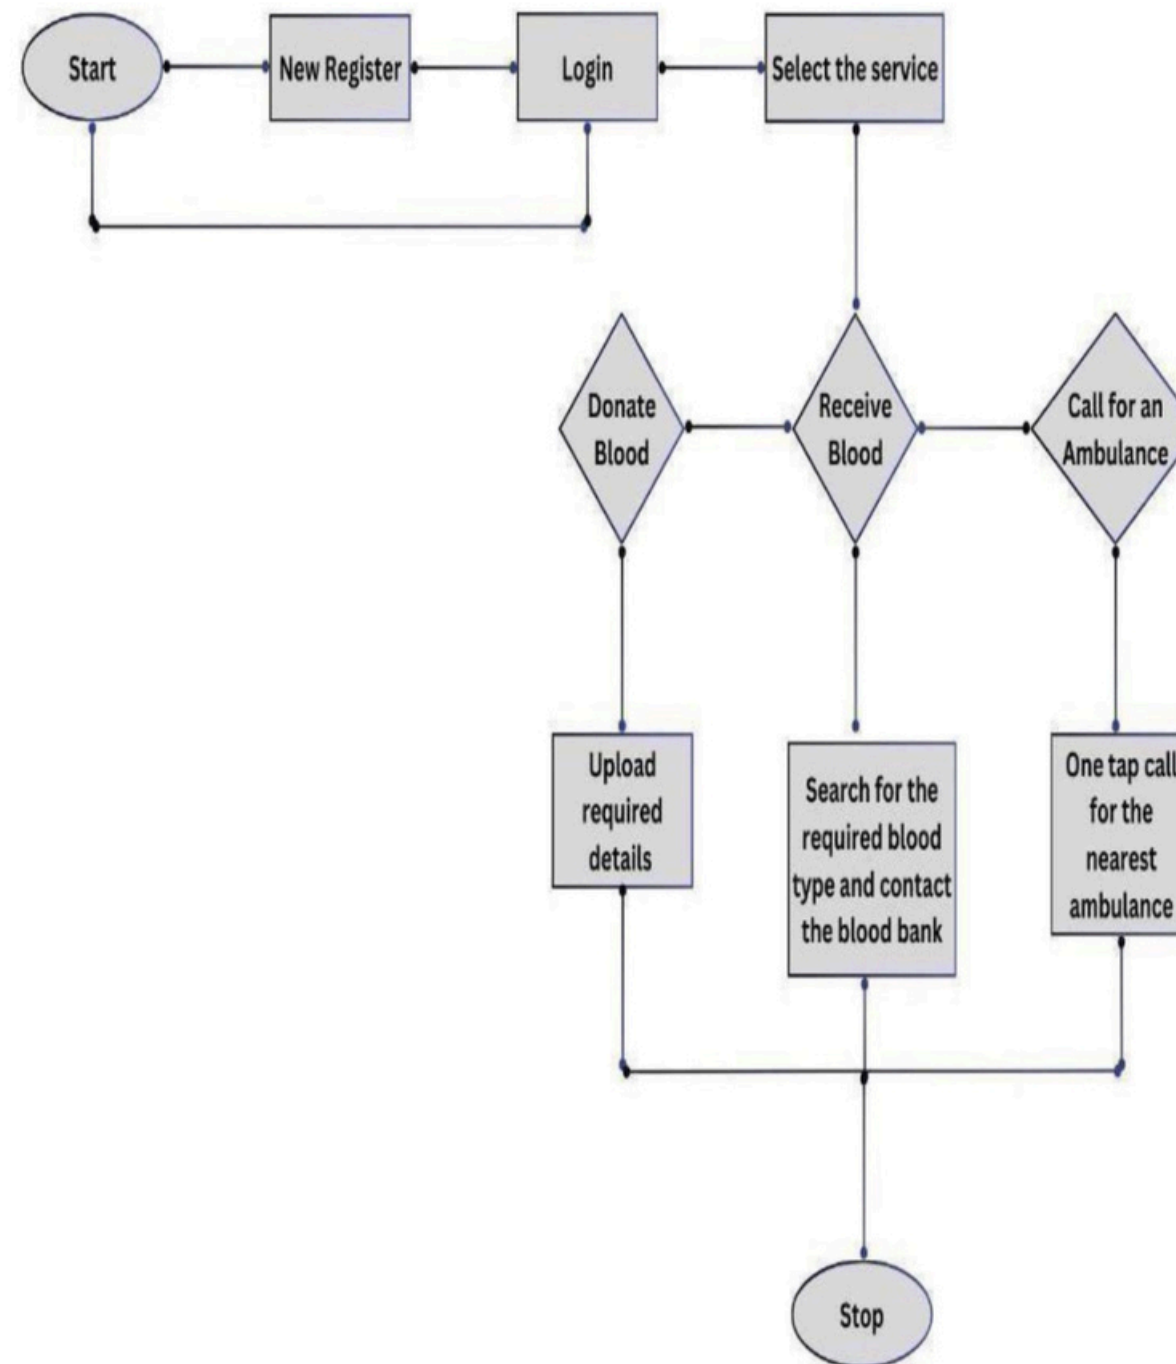 Start
New Register
Login
Select the service
Donate
Blood
Receive
Blood
Call for an
Ambulance
Upload
required
details
Search for the
required blood
type and contact
the blood bank
One tap call
for the
nearest
ambulance
Stop